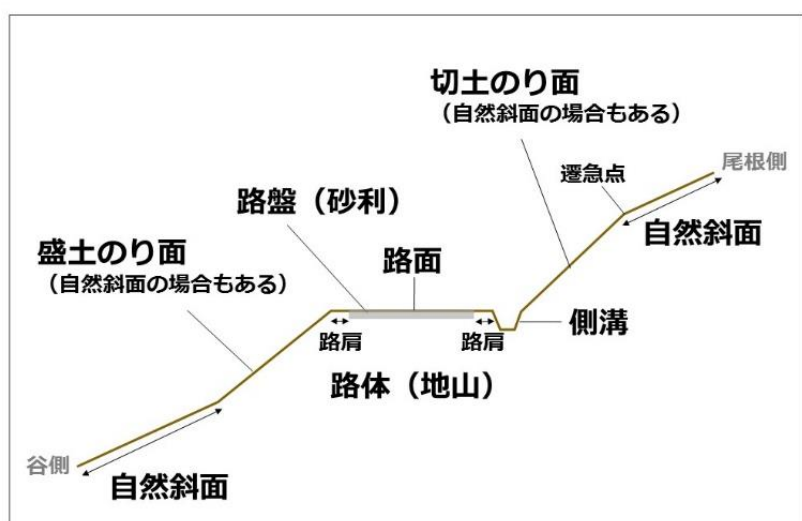 切土のり面
（自然斜面の場合もある）
尾根側
遷急点
路盤（砂利）
自然斜面
盛土のり面
（自然斜面の場合もある）
路面
側溝
路肩
路肩
路体（地山）
谷側
自然斜面